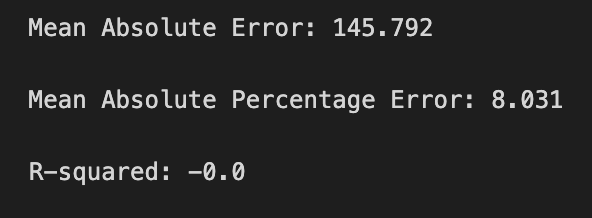 Mean Absolute Error: 145.792
Mean Absolute Percentage Error: 8.031
R-squared: -0.0